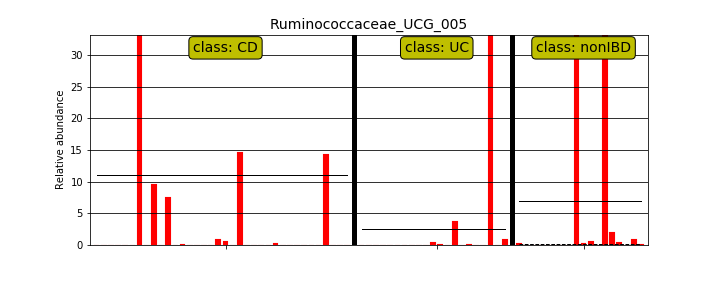 Ruminococcaceae_UCG_005
class: CD
class: UC
class: nonIBD
Relative abundance
30
25
20
15
10
5
0